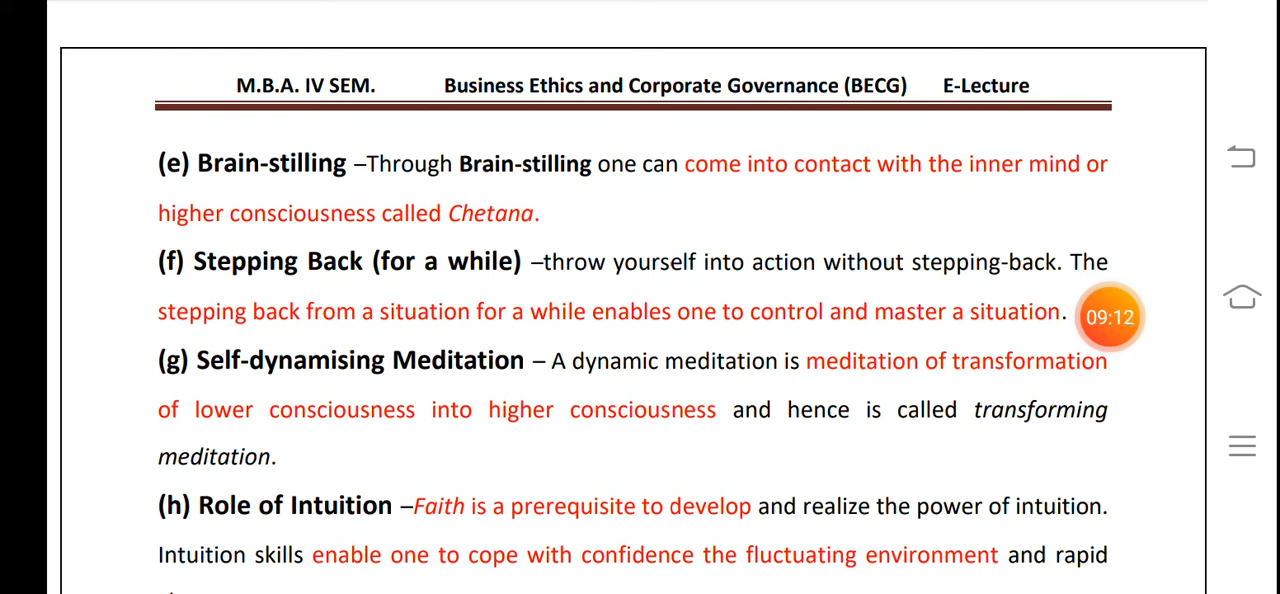 M.B.A. IV SEM. Business Ethics and Corporate Governance (BECG) E-Lecture
(e) Brain-stilling –Through Brain-stilling one can come into contact with the inner mind or
higher consciousness called Chetana.
(f) Stepping Back (for a while) –throw yourself into action without stepping-back. The
stepping back from a situation for a while enables one to control and master a situation.
09:12
(g) Self-dynamising Meditation – A dynamic meditation is meditation of transformation
of lower consciousness into higher consciousness and hence is called transforming
meditation.
(h) Role of Intuition –Faith is a prerequisite to develop and realize the power of intuition.
Intuition skills enable one to cope with confidence the fluctuating environment and rapid